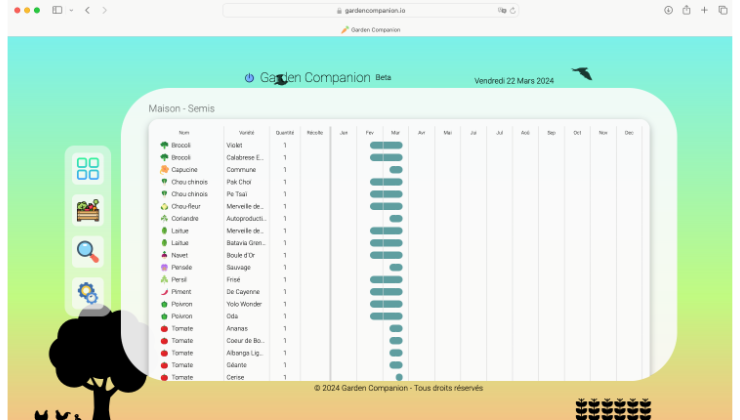 gardencompanion.io
Garden Companion
Garden Companion Beta
Vendredi 22 Mars 2024
Maison - Semis
Nom Variété Quantité Récolte Jan Fev Mar Avr Mai Jui Jul Aoû Sep Oct Nov Dec
Brocoli Violet 1
Brocoli Calabrese E... 1
Capucine Commune 1
Chou chinois Pak Choï 1
Chou chinois Pe Tsaï 1
Chou-fleur Merveille de... 1
Coriandre Autoproducti... 1
Laitue Merveille de... 1
Laitue Batavia Gren... 1
Navet Boule d'Or 1
Pensée Sauvage 1
Persil Frisé 1
Piment De Cayenne 1
Poivron Yolo Wonder 1
Poivron Oda 1
Tomate Ananas 1
Tomate Coeur de Bo... 1
Tomate Albanga Lig... 1
Tomate Géante 1
Tomate Cerise 1
© 2024 Garden Companion - Tous droits réservés